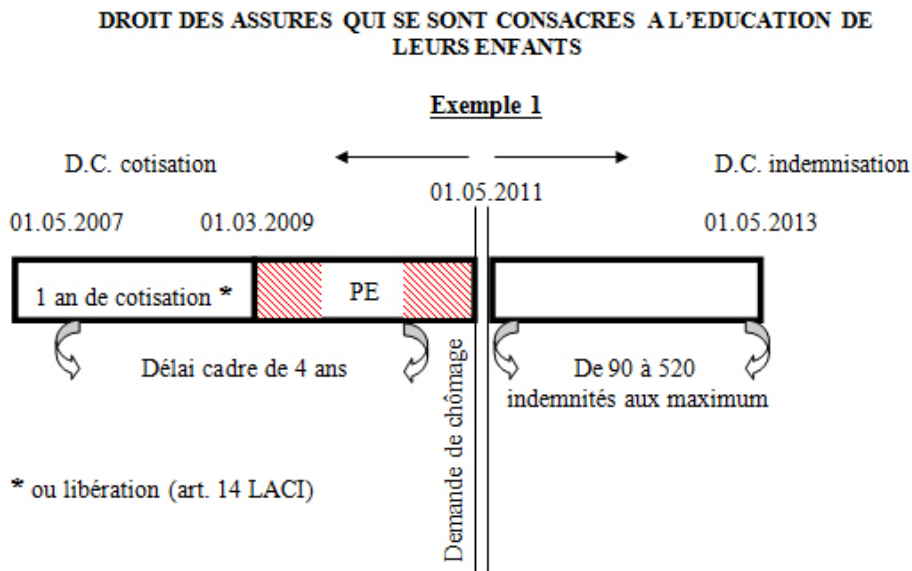 DROIT DES ASSURES QUI SE SONT CONSACRES A L'EDUCATION DE
LEURS ENFANTS
Exemple 1
D.C. cotisation
D.C. indemnisation
01.05.2011
01.05.2007
01.03.2009
01.05.2013
1 an de cotisation *
PE
Délai cadre de 4 ans
Demande de chômage
De 90 à 520
indemnités aux maximum
* ou libération (art. 14 LACI)